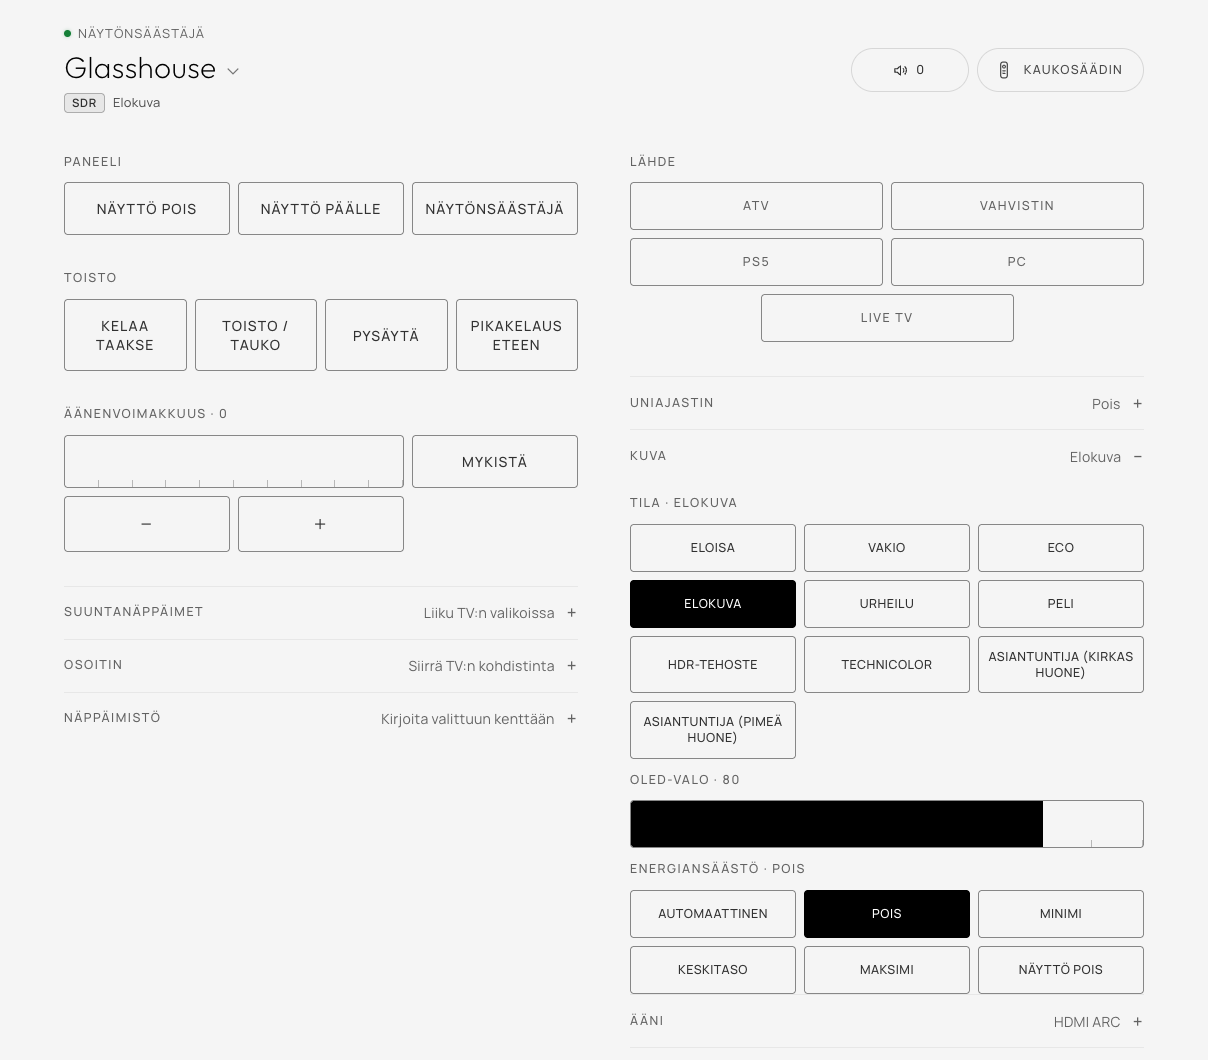 NÄYTÖNSÄÄSTÄJÄ
Glasshouse
SDR Elokuva
0
KAUKOSÄÄDIN
PANEELI
NÄYTTÖ POIS
NÄYTTÖ PÄÄLLE
NÄYTÖNSÄÄSTÄJÄ
TOISTO
KELAA
TAAKSE
TOISTO /
TAUKO
PYSÄYTÄ
PIKAKELAUS
ETEEN
ÄÄNENVOIMAKKUUS · 0
MYKISTÄ
−
+
SUUNTANÄPPÄIMET
Liiku TV:n valikoissa +
OSOITIN
Siirrä TV:n kohdistinta +
NÄPPÄIMISTÖ
Kirjoita valittuun kenttään +
LÄHDE
ATV
VAHVISTIN
PS5
PC
LIVE TV
UNIAJASTIN
Pois +
KUVA
Elokuva −
TILA · ELOKUVA
ELOISA
VAKIO
ECO
ELOKUVA
URHEILU
PELI
HDR-TEHOSTE
TECHNICOLOR
ASIANTUNTIJA (KIRKAS
HUONE)
ASIANTUNTIJA (PIMEÄ
HUONE)
OLED-VALO · 80
ENERGIANSÄÄSTÖ · POIS
AUTOMAATTINEN
POIS
MINIMI
KESKITASO
MAKSIMI
NÄYTTÖ POIS
ÄÄNI
HDMI ARC +